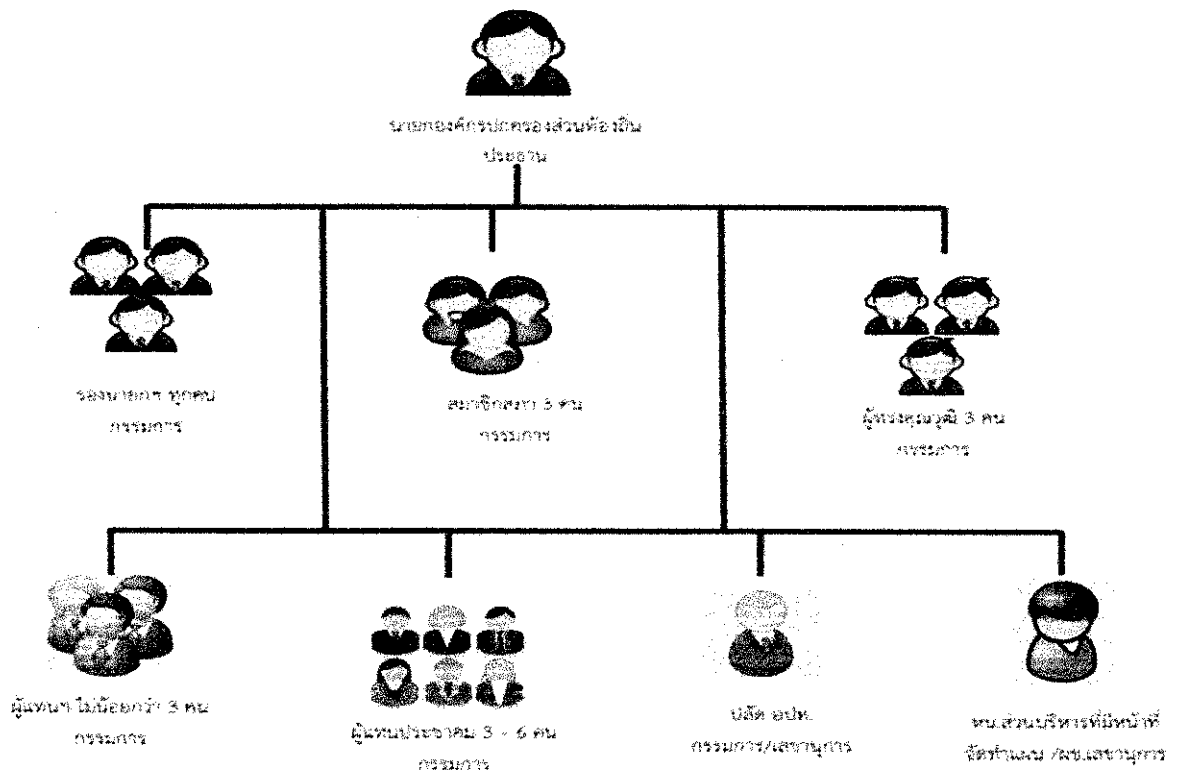 นายกองค์กรปกครองส่วนท้องถิ่น
ประธาน
รองนายกฯ ทุกคน
กรรมการ
สมาชิกสภา 3 คน
กรรมการ
ผู้ทรงคุณวุฒิ 3 คน
กรรมการ
ผู้แทนฯ ไม่น้อยกว่า 3 คน
กรรมการ
ผู้แทนประชาคม 3 - 6 คน
กรรมการ
ปลัด อปท.
กรรมการ/เลขานุการ
หน.ส่วนบริหารที่มีหน้าที่
จัดทำแผน /ผช.เลขานุการ